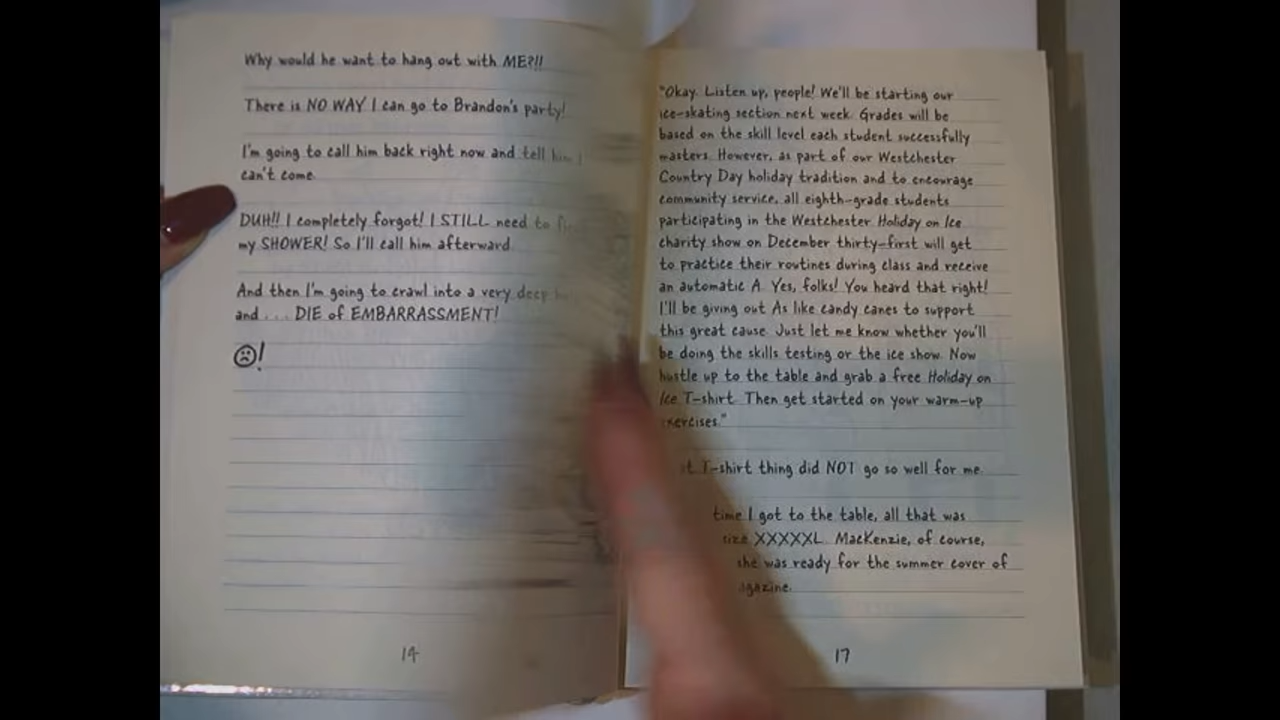 Why would he want to hang out with ME?!!
There is NO WAY I can go to Brandon's party!
I'm going to call him back right now and tell him I
can't come.
DUH!! I completely forgot! I STILL need to
my SHOWER! So I'll call him afterward.
And then I'm going to crawl into a very deep
and . . . DIE of EMBARRASSMENT!
☹!
14
"Okay. Listen up, people! We'll be starting our
ice-skating section next week. Grades will be
based on the skill level each student successfully
masters. However, as part of our Westchester
Country Day holiday tradition and to encourage
community service, all eighth-grade students
participating in the Westchester Holiday on Ice
charity show on December thirty-first will get
to practice their routines during class and receive
an automatic A. Yes, folks! You heard that right!
I'll be giving out As like candy canes to support
this great cause. Just let me know whether you'll
be doing the skills testing or the ice show. Now
hustle up to the table and grab a free Holiday on
Ice T-shirt. Then get started on your warm-up
exercises."
T-shirt thing did NOT go so well for me.
time I got to the table, all that was
size XXXXXL. MacKenzie, of course,
she was ready for the summer cover of
17